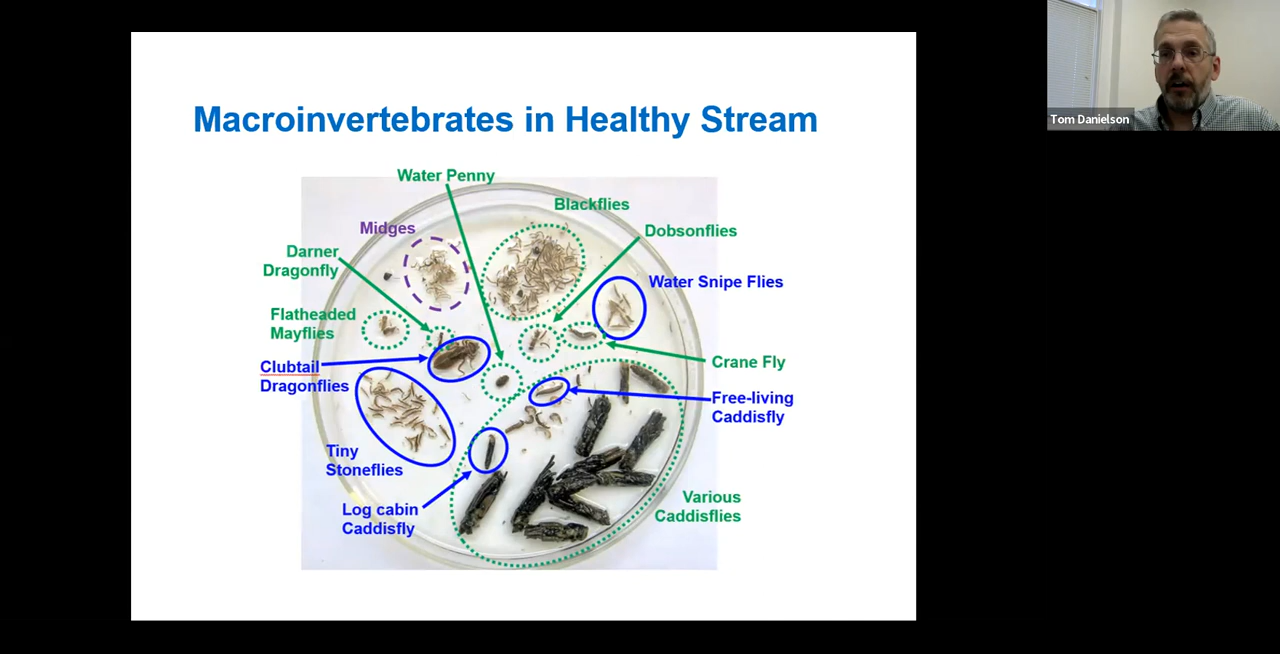 Macroinvertebrates in Healthy Stream
Water Penny
Blackflies
Midges
Dobsonflies
Darner
Dragonfly
Water Snipe Flies
Flatheaded
Mayflies
Crane Fly
Clubtail
Dragonflies
Free-living
Caddisfly
Tiny
Stoneflies
Various
Caddisflies
Log cabin
Caddisfly
Tom Danielson